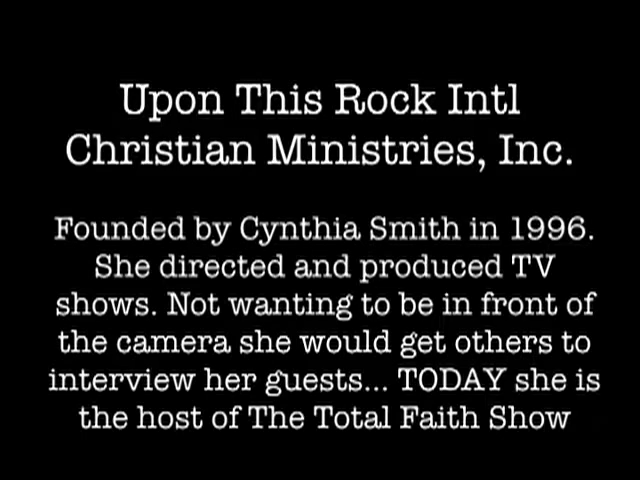 Upon This Rock Intl
Christian Ministries, Inc.
Founded by Cynthia Smith in 1996.
She directed and produced TV
shows. Not wanting to be in front of
the camera she would get others to
interview her guests... TODAY she is
the host of The Total Faith Show